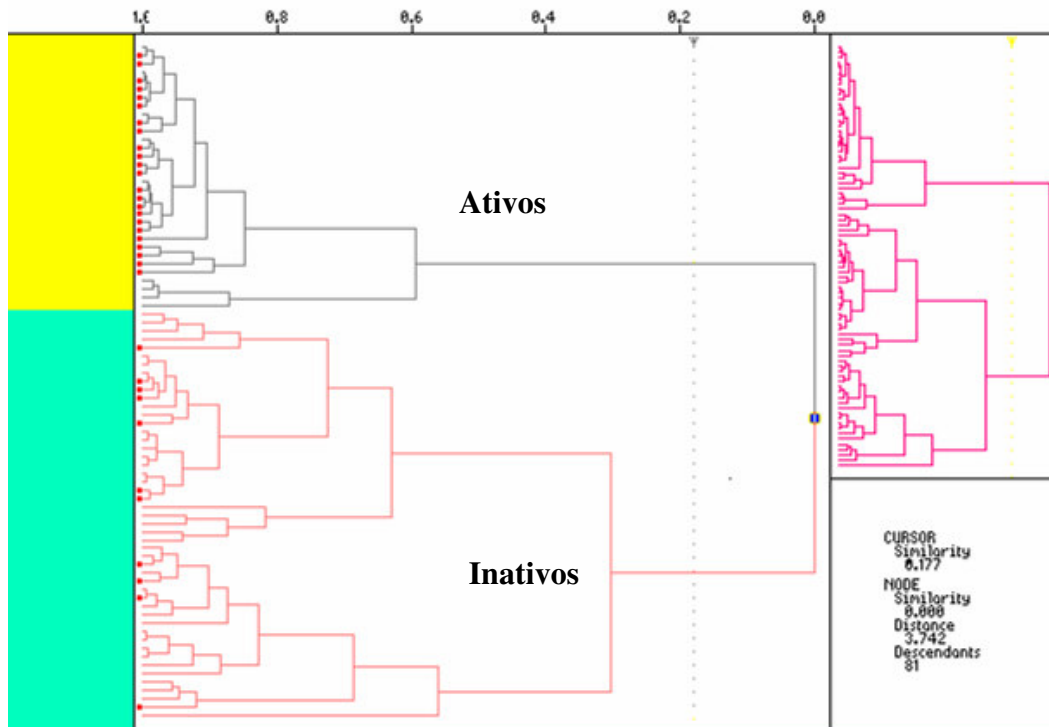 1.0 0.8 0.6 0.4 0.2 0.0
Ativos
Inativos
CURSOR
Similarity
0.177
NODE
Similarity
0.000
Distance
3.742
Descendants
81